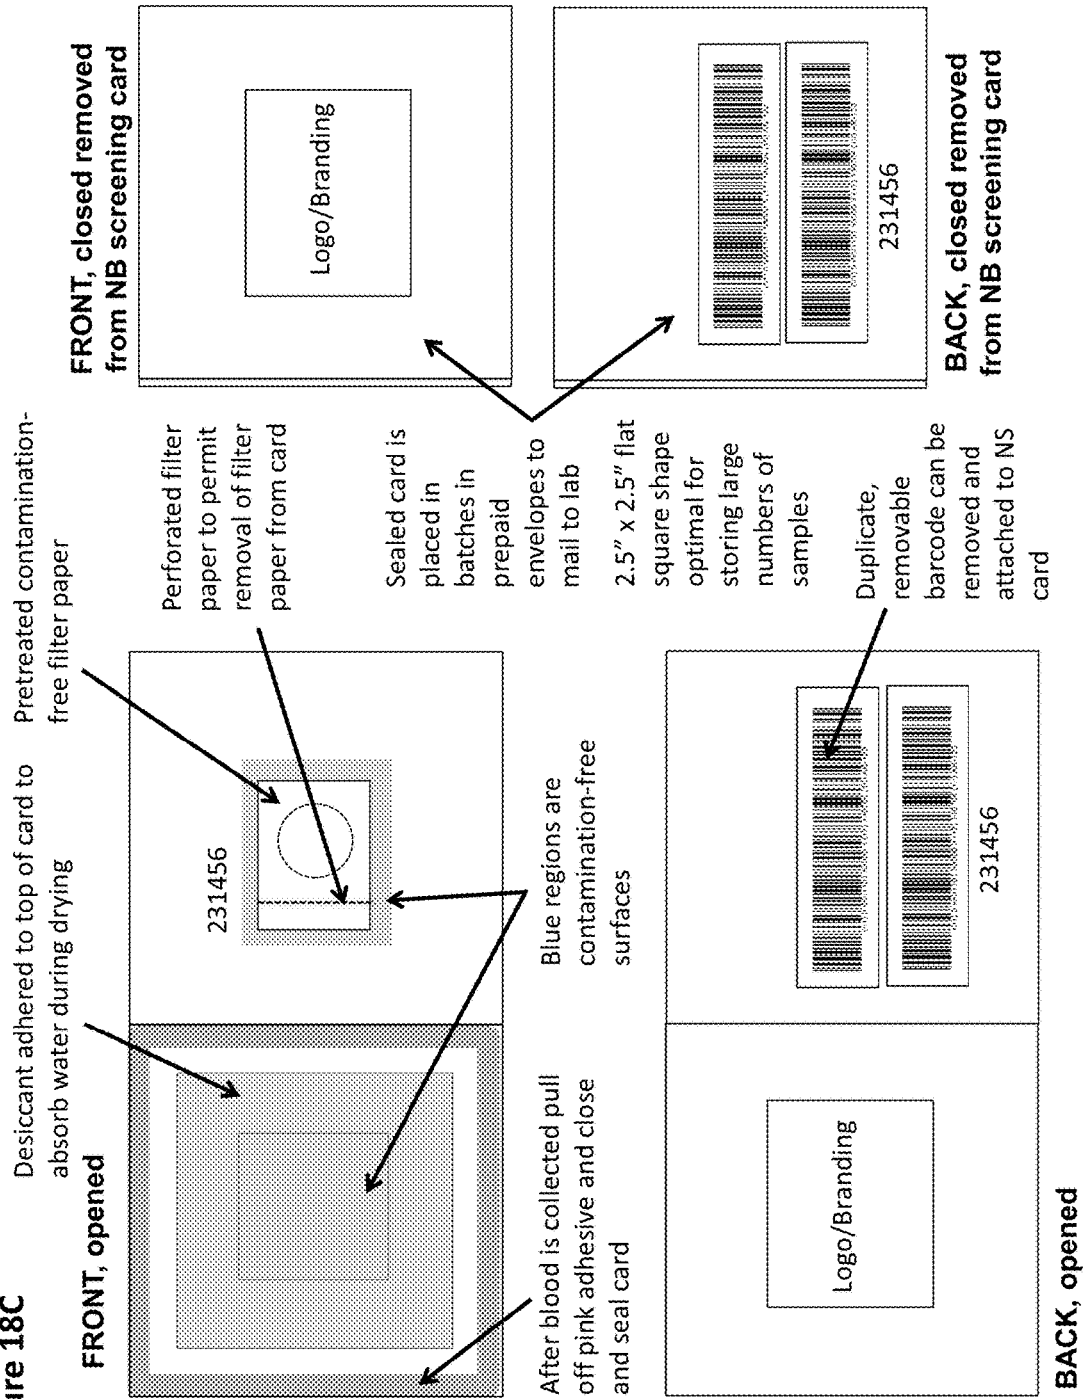 ure 18C
FRONT, opened
Desiccant adhered to top of card to
absorb water during drying
Pretreated contamination-
free filter paper
231456
Perforated filter
paper to permit
removal of filter
paper from card
FRONT, closed removed
from NB screening card
Logo/Branding
Sealed card is
placed in
batches in
prepaid
envelopes to
mail to lab
After blood is collected pull
off pink adhesive and close
and seal card
Blue regions are
contamination-free
surfaces
2.5” x 2.5” flat
square shape
optimal for
storing large
numbers of
samples
Duplicate,
removable
barcode can be
removed and
attached to NS
card
231456
BACK, closed removed
from NB screening card
Logo/Branding
231456
BACK, opened